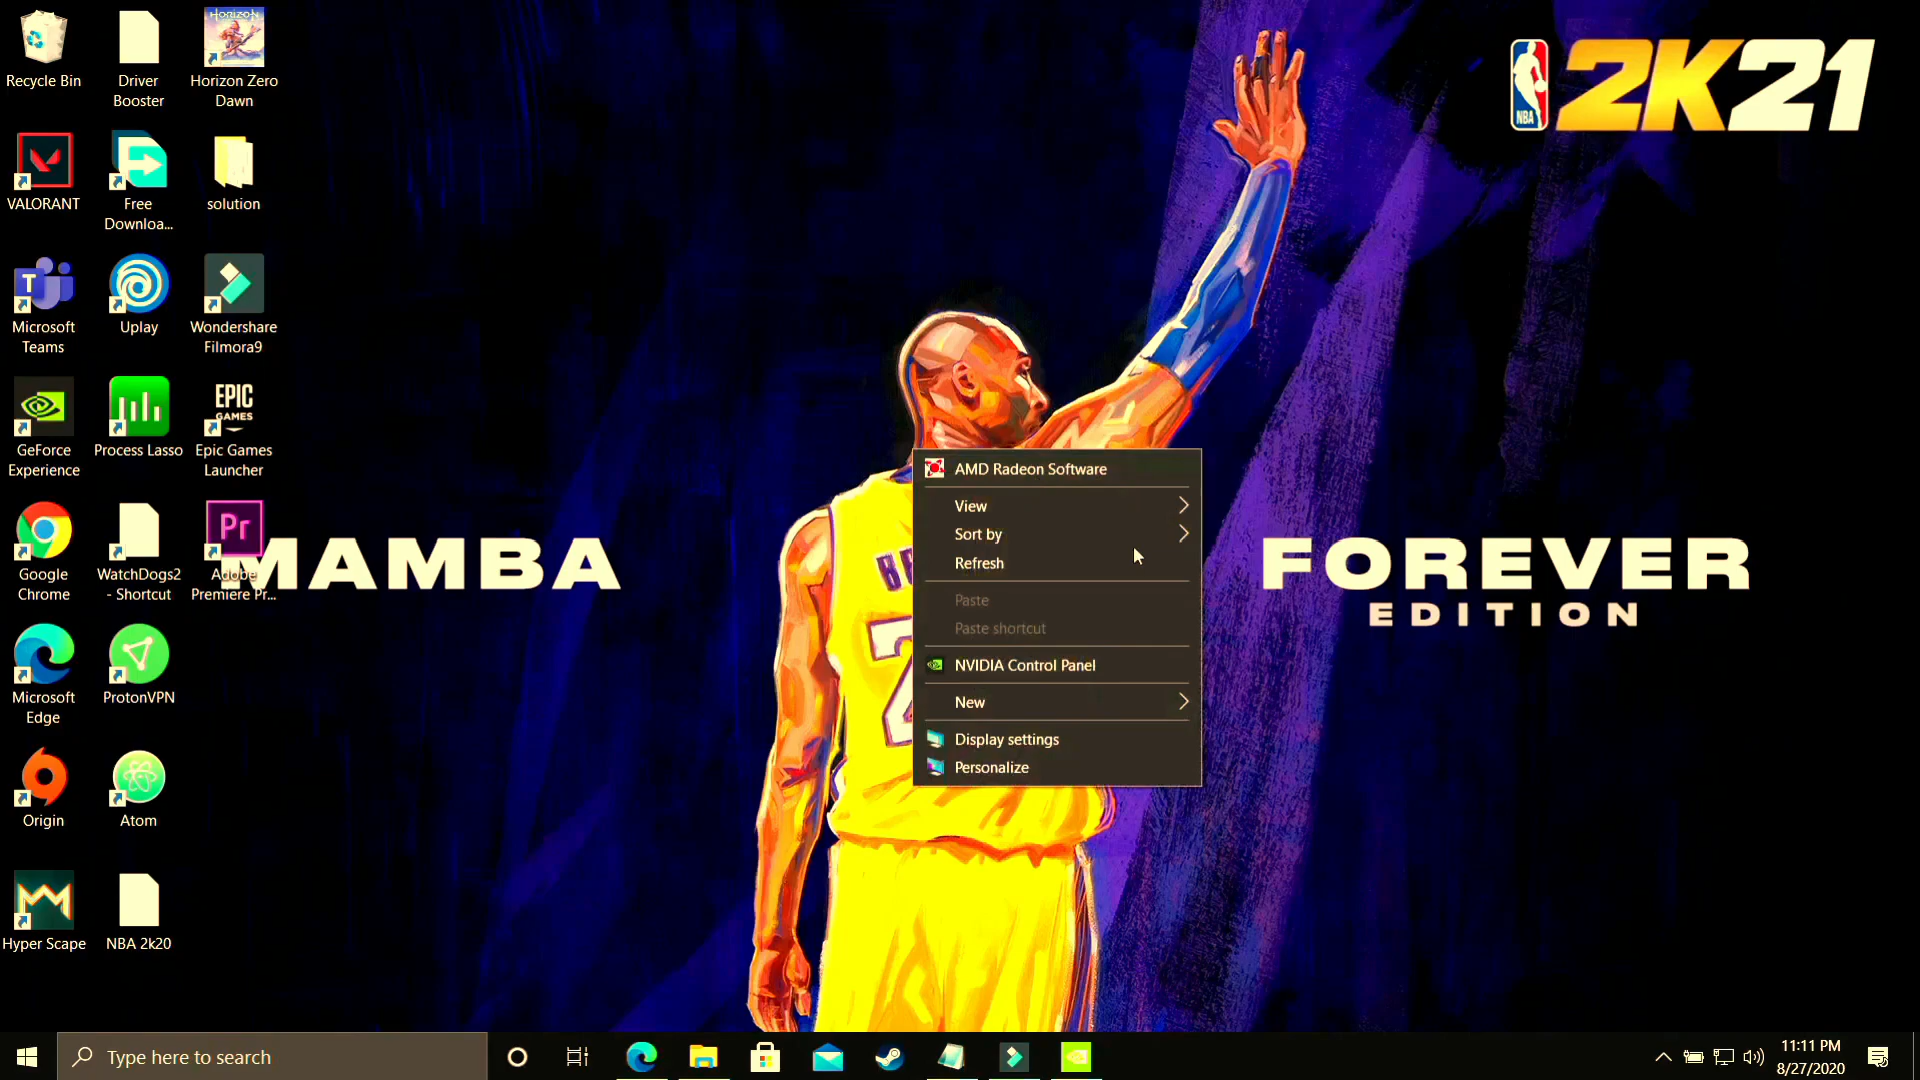 Recycle Bin
Driver
Booster
Horizon
Horizon Zero
Dawn
VALORANT
Free
Downloa...
solution
T
Microsoft
Teams
Uplay
Wondershare
Filmora9
GeForce
Experience
Process Lasso
EPIC
GAMES
Epic Games
Launcher
Google
Chrome
WatchDogs2
- Shortcut
Pr
Adobe
Premiere Pr...
Microsoft
Edge
ProtonVPN
Origin
Atom
Hyper Scape
NBA 2k20
NBA
2K21
MAMBA
FOREVER
EDITION
AMD Radeon Software
View
Sort by
Refresh
Paste
Paste shortcut
NVIDIA Control Panel
New
Display settings
Personalize
Type here to search
11:11 PM
8/27/2020